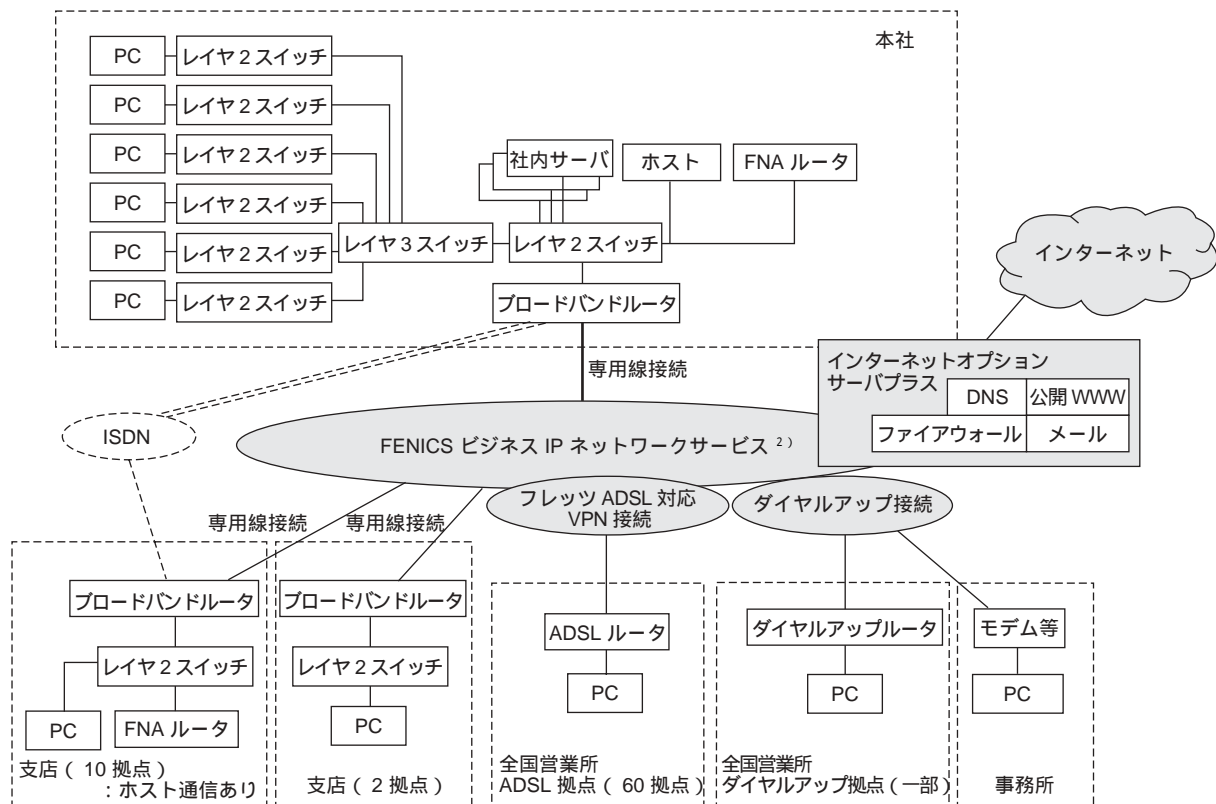 本社
PC
レイヤ2スイッチ
PC
レイヤ2スイッチ
PC
レイヤ2スイッチ
PC
レイヤ2スイッチ
PC
レイヤ2スイッチ
PC
レイヤ2スイッチ
社内サーバ
ホスト
FNA ルータ
レイヤ3スイッチ
レイヤ2スイッチ
ブロードバンドルータ
インターネット
専用線接続
インターネットオプション
サーバプラス
DNS
公開 WWW
ファイアウォール
メール
ISDN
FENICS ビジネス IP ネットワークサービス 2)
フレッツ ADSL 対応
VPN 接続
ダイヤルアップ接続
専用線接続
専用線接続
ブロードバンドルータ
レイヤ2スイッチ
PC
FNA ルータ
支店(10 拠点)
:ホスト通信あり
ブロードバンドルータ
レイヤ2スイッチ
PC
支店(2 拠点)
ADSL ルータ
PC
全国営業所
ADSL 拠点(60 拠点)
ダイヤルアップルータ
PC
全国営業所
ダイヤルアップ拠点(一部)
モデム等
PC
事務所